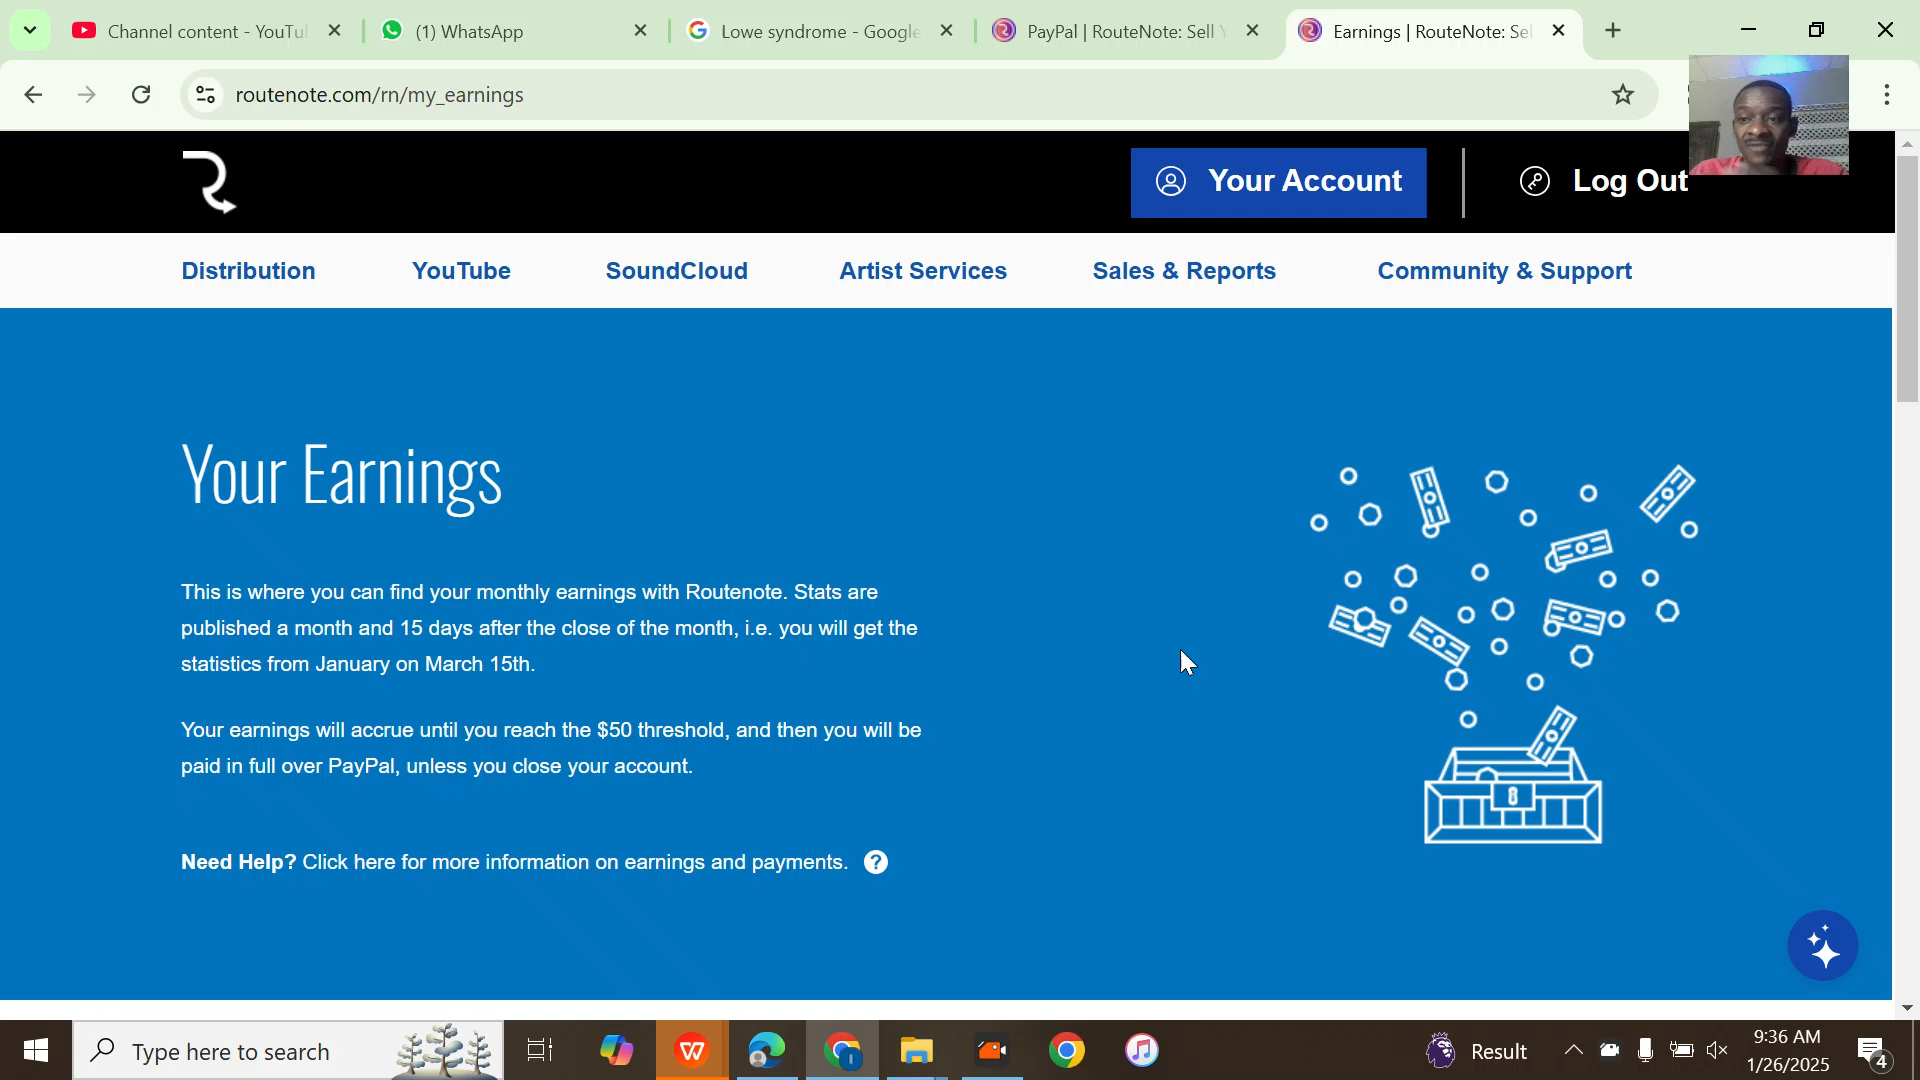 Channel content - YouTu
(1) WhatsApp
Lowe syndrome - Google
PayPal | RouteNote: Sell Y
Earnings | RouteNote: Sel
routenote.com/rn/my_earnings
Your Account
Log Out
Distribution
YouTube
SoundCloud
Artist Services
Sales & Reports
Community & Support
Your Earnings
This is where you can find your monthly earnings with Routenote. Stats are
published a month and 15 days after the close of the month, i.e. you will get the
statistics from January on March 15th.
Your earnings will accrue until you reach the $50 threshold, and then you will be
paid in full over PayPal, unless you close your account.
Need Help? Click here for more information on earnings and payments. ?
Type here to search
Result
9:36 AM
1/26/2025
4